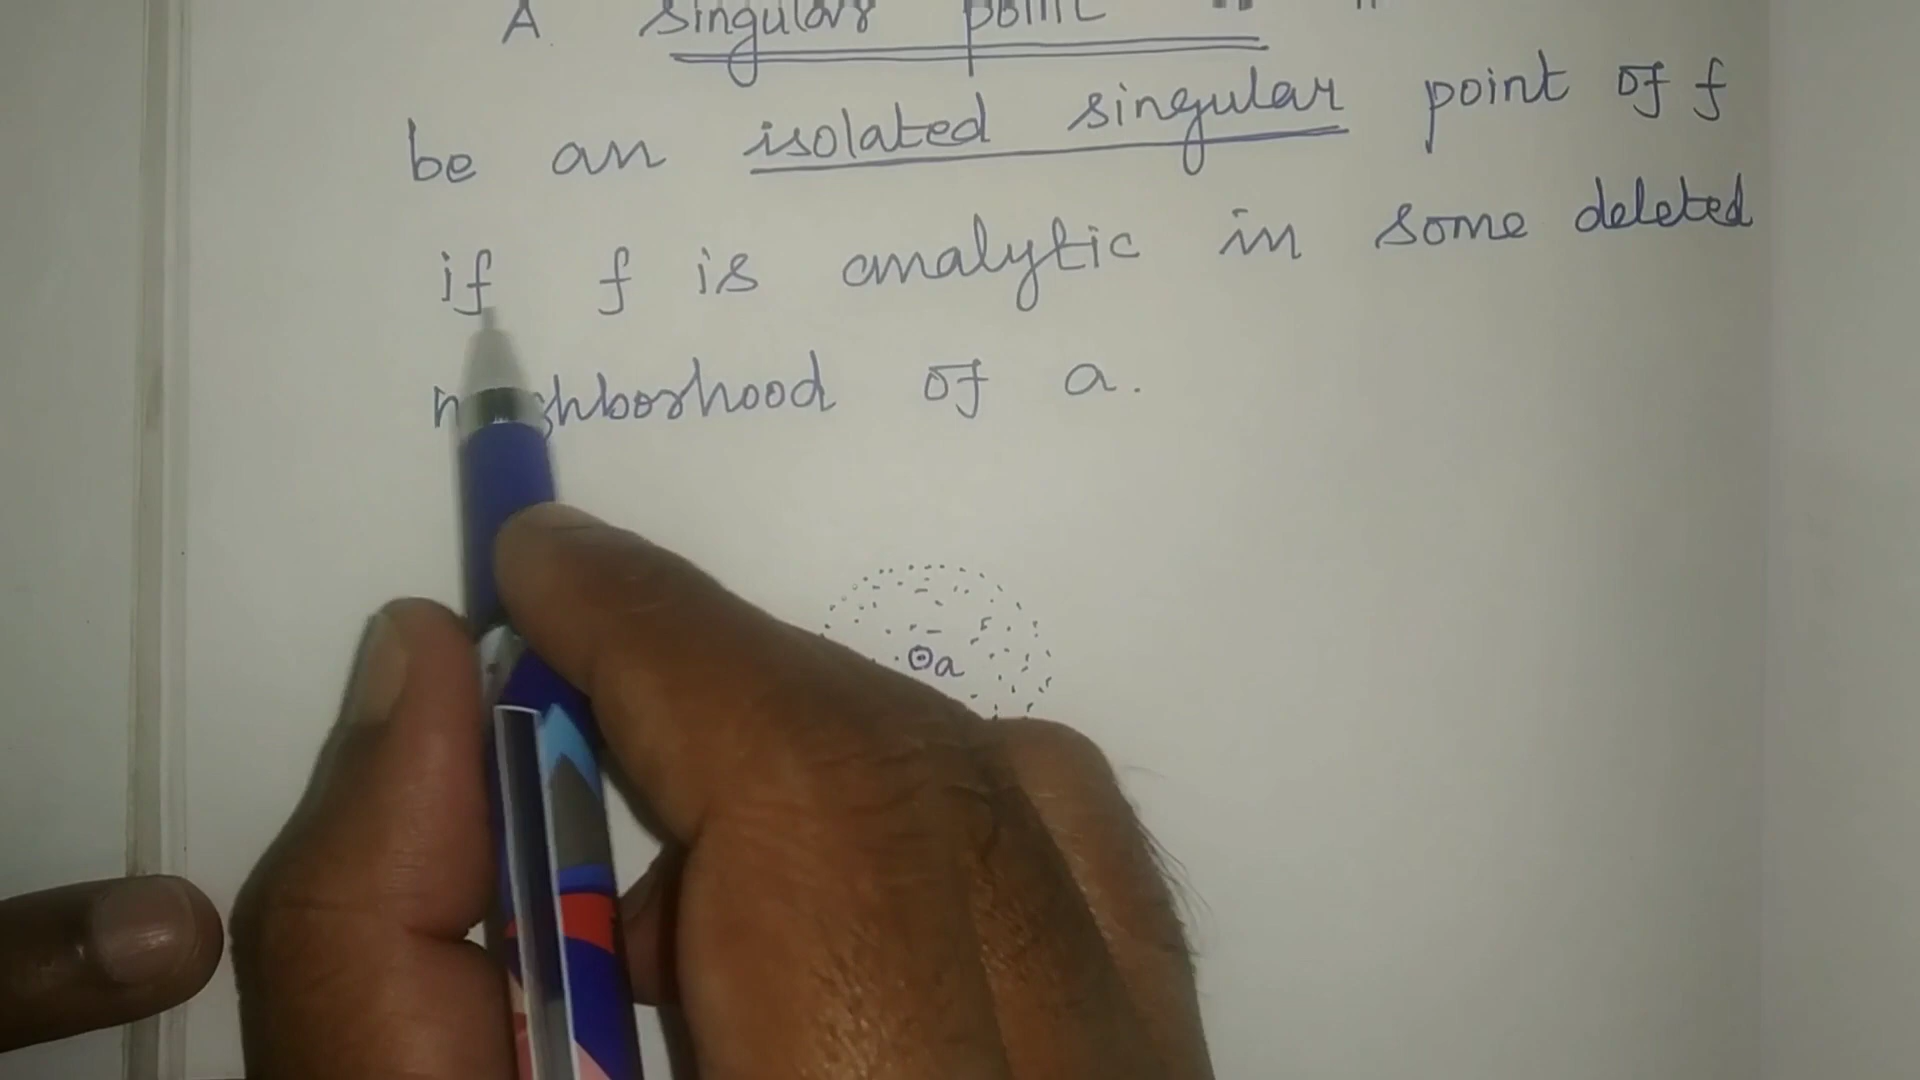 A singular point
be an isolated singular point of f
if f is analytic in some deleted
neighborhood of a.
a